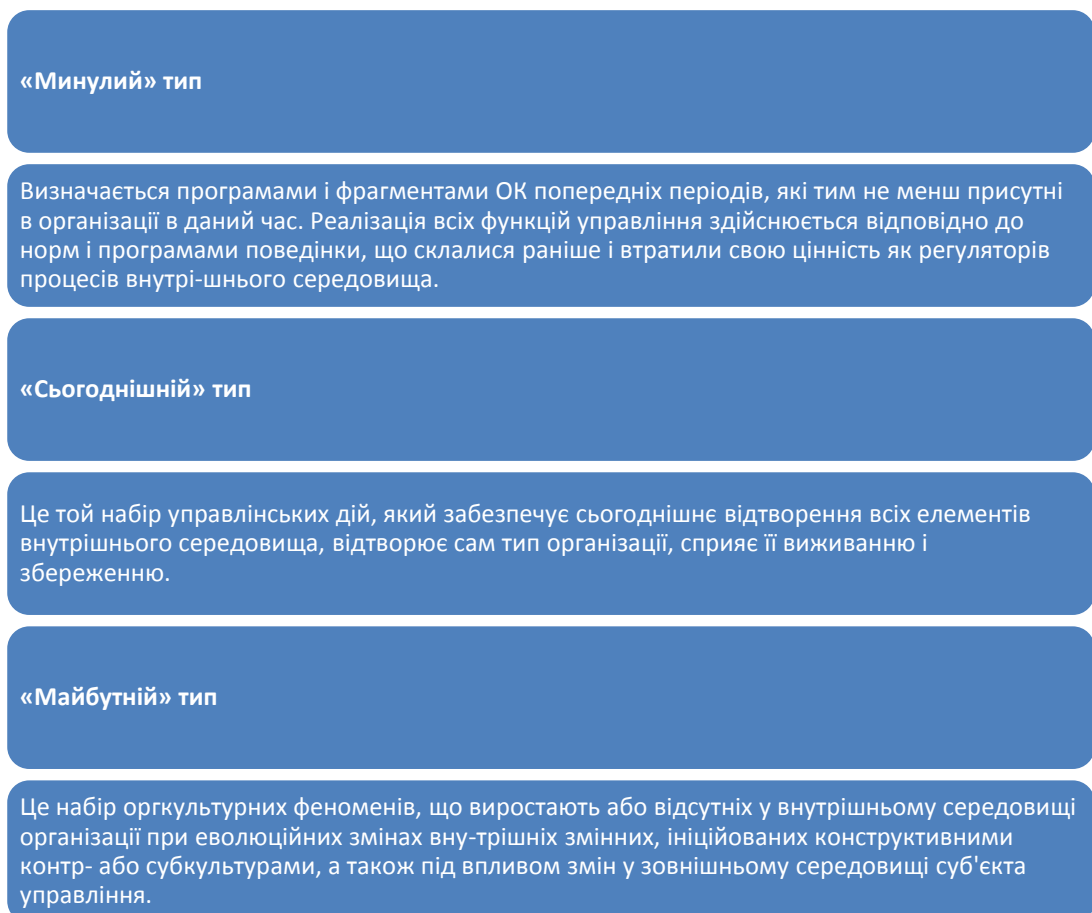 «Минулий» тип
Визначається програмами і фрагментами ОК попередніх періодів, які тим не менш присутні
в організації в даний час. Реалізація всіх функцій управління здійснюється відповідно до
норм і програмами поведінки, що склалися раніше і втратили свою цінність як регуляторів
процесів внутрі-шнього середовища.
«Сьогоднішній» тип
Це той набір управлінських дій, який забезпечує сьогоднішнє відтворення всіх елементів
внутрішнього середовища, відтворює сам тип організації, сприяє її виживанню і
збереженню.
«Майбутній» тип
Це набір оргкультурних феноменів, що виростають або відсутніх у внутрішньому середовищі
організації при еволюційних змінах вну-трішніх змінних, ініційованих конструктивними
контр- або субкультурами, а також під впливом змін у зовнішньому середовищі суб'єкта
управління.